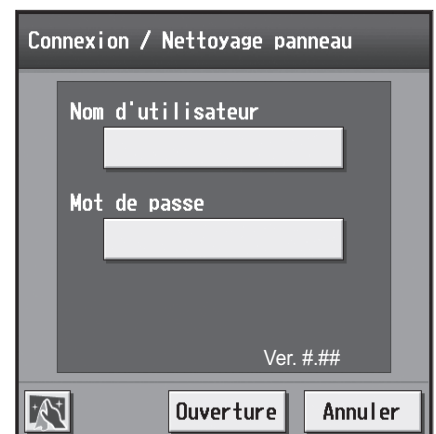 Connexion / Nettoyage panneau
Nom d'utilisateur
Mot de passe
Ver. #.##
Ouverture Annuler